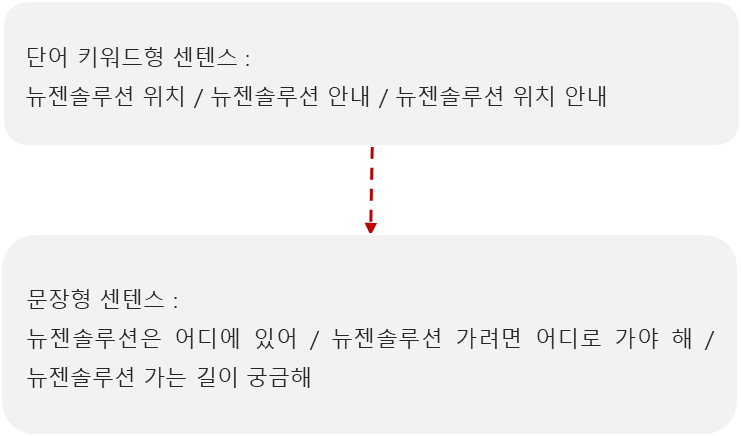 단어 키워드형 센텐스 :
뉴젠솔루션 위치 / 뉴젠솔루션 안내 / 뉴젠솔루션 위치 안내
문장형 센텐스 :
뉴젠솔루션은 어디에 있어 / 뉴젠솔루션 가려면 어디로 가야 해 /
뉴젠솔루션 가는 길이 궁금해